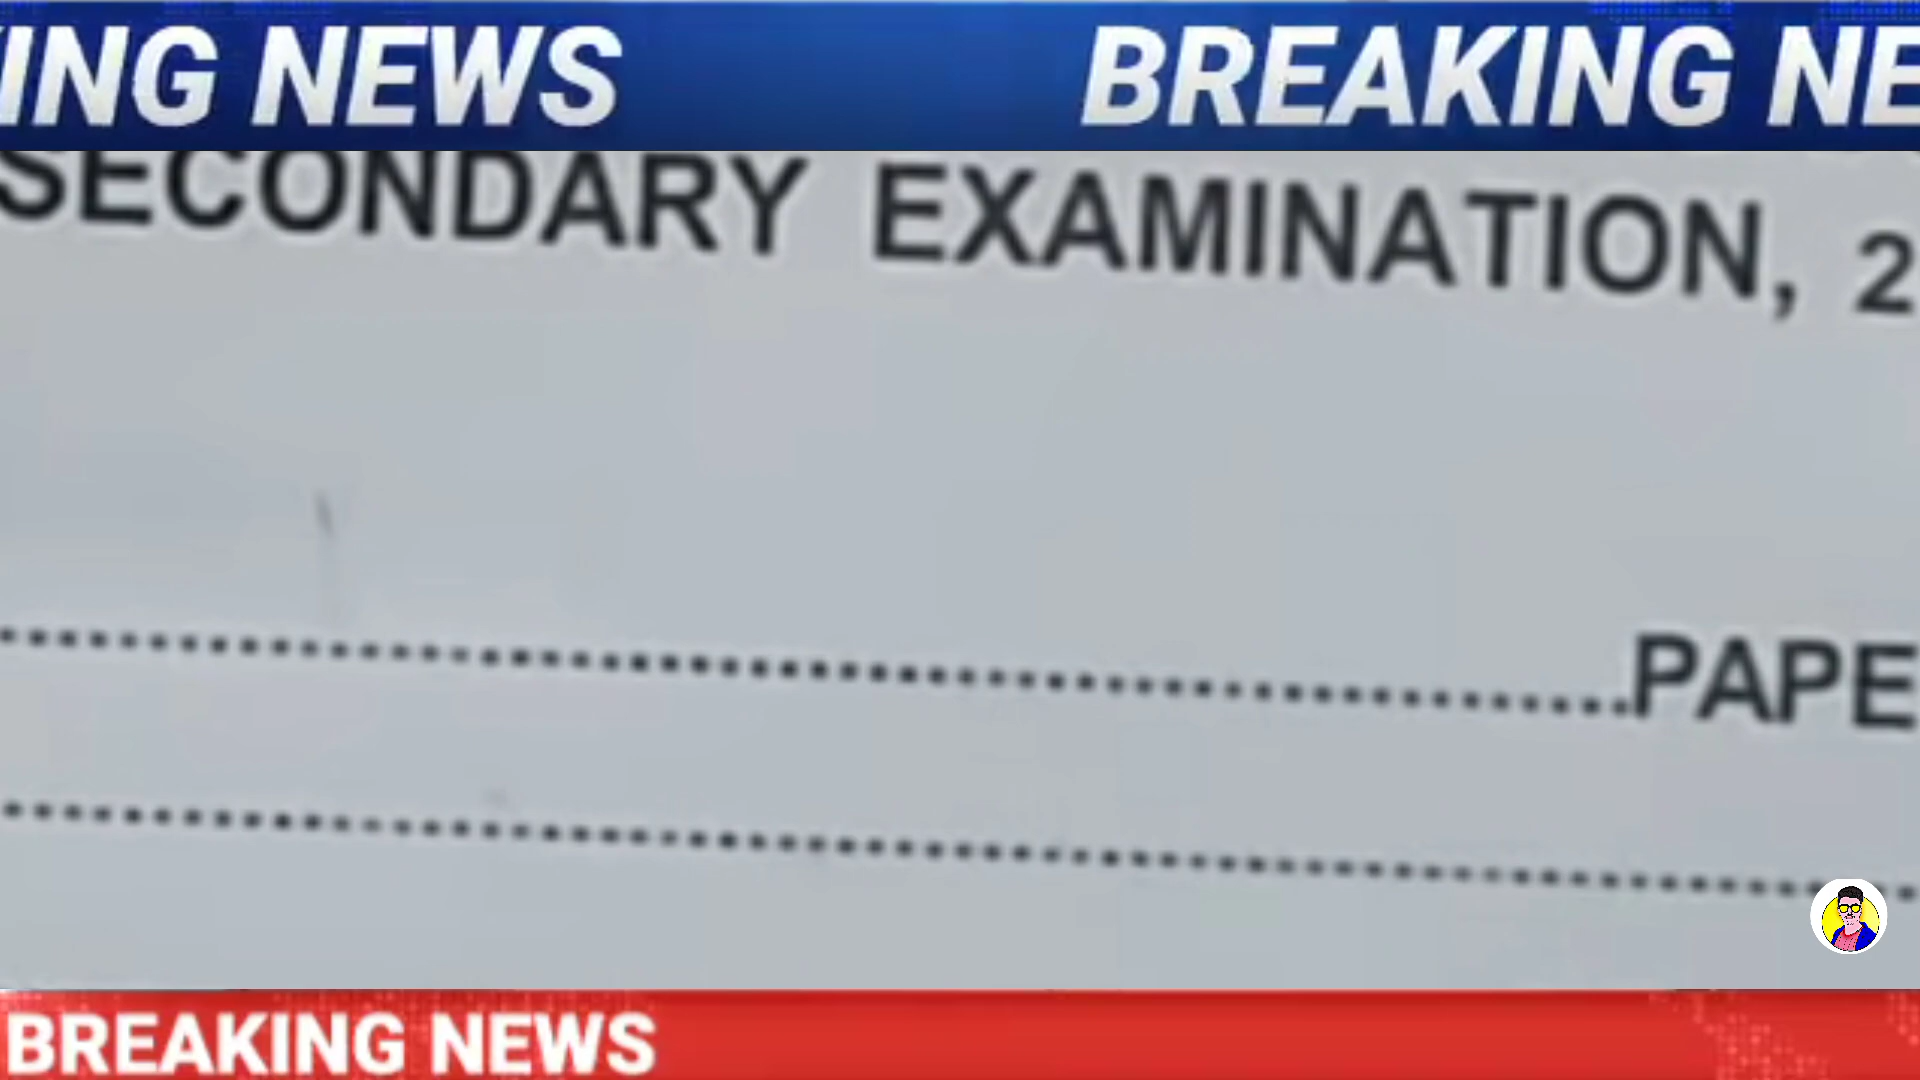 ING NEWS BREAKING NE
SECONDARY EXAMINATION, 2
PAPE
BREAKING NEWS